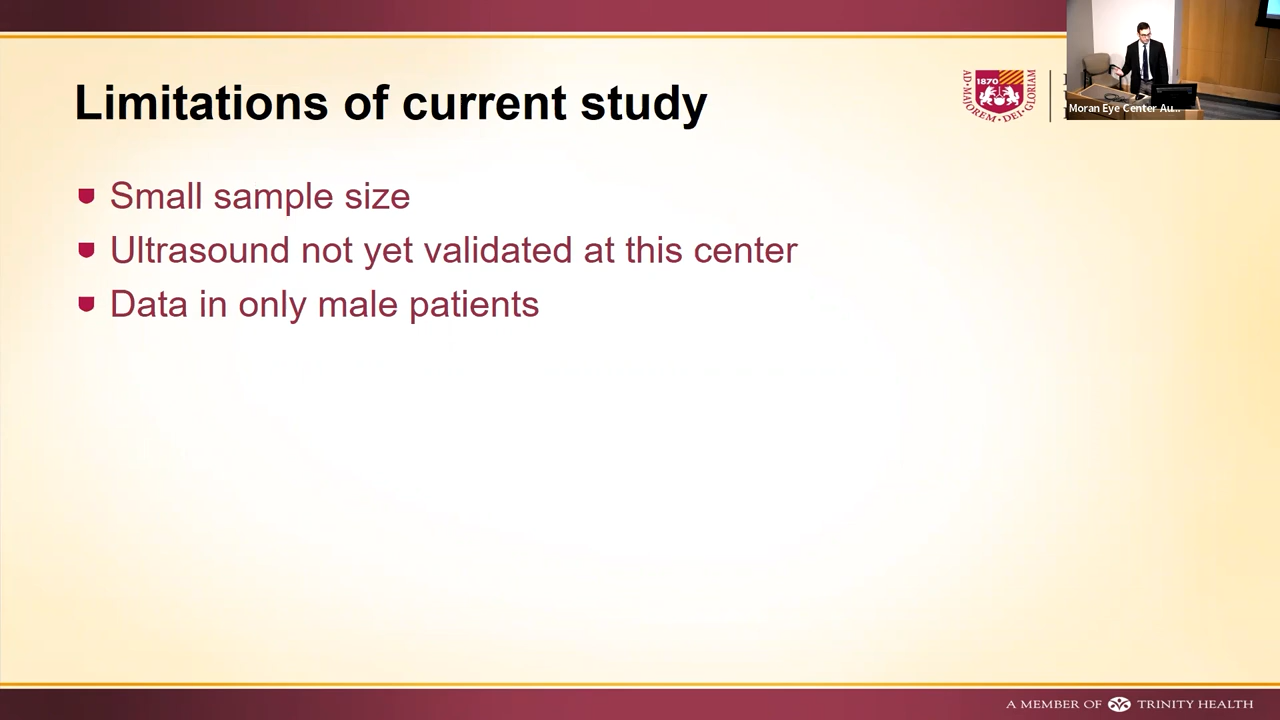 Limitations of current study
1870
AD•MAJOREM•DEI•GLORIAM
Moran Eye Center Au...
Small sample size
Ultrasound not yet validated at this center
Data in only male patients
A MEMBER OF TRINITY HEALTH